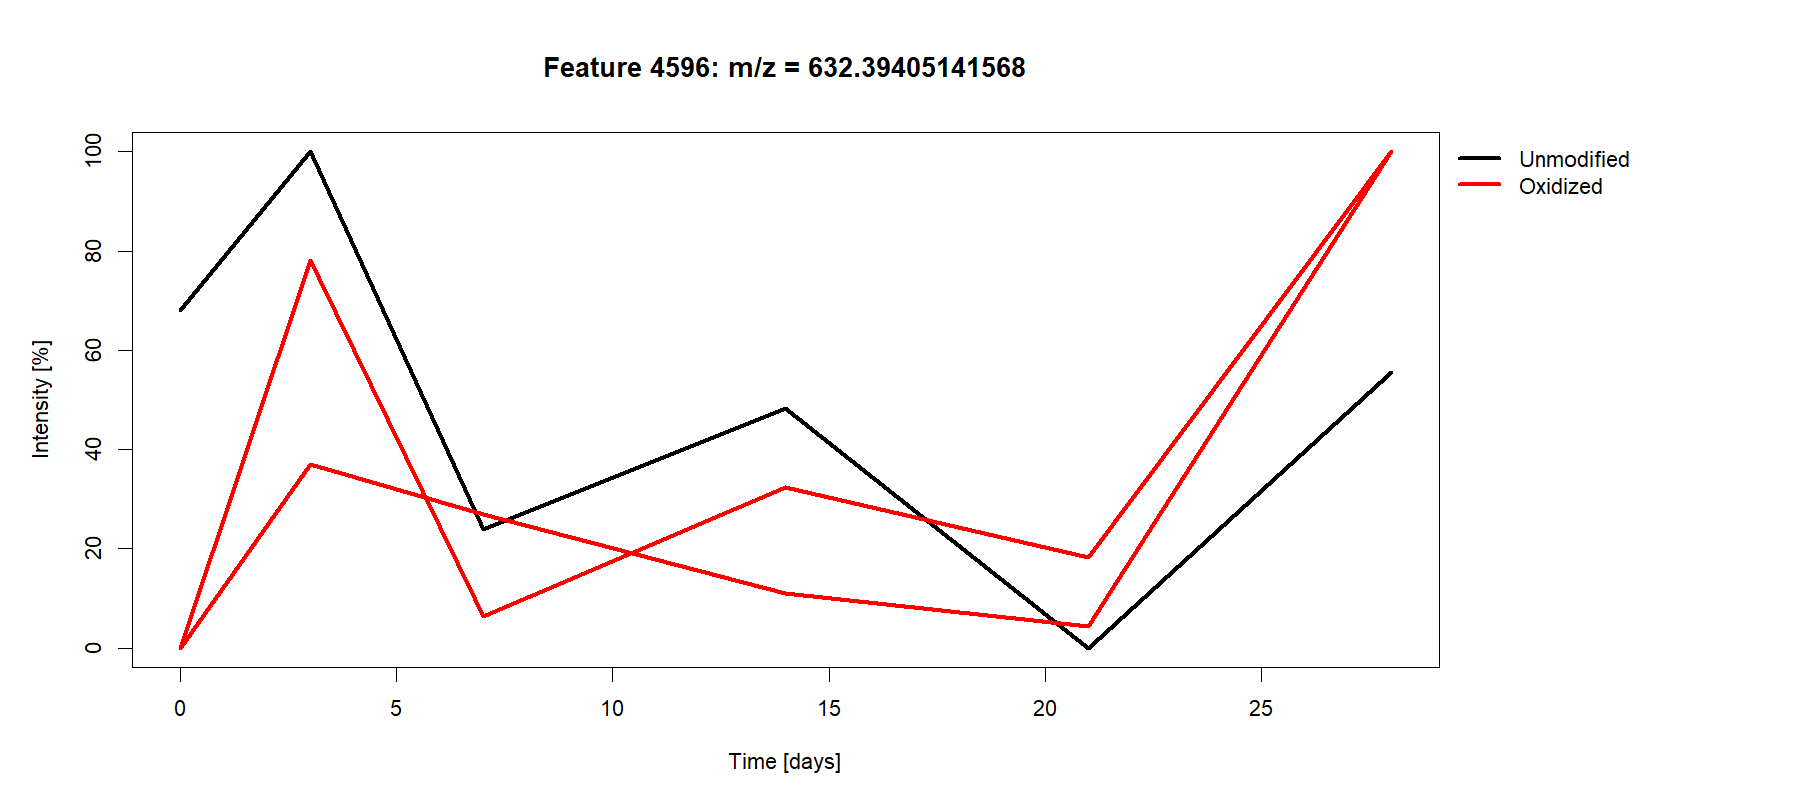 Feature 4596: m/z = 632.39405141568
Unmodified
Oxidized
Intensity [%]
100
80
60
40
20
0
0 5 10 15 20 25
Time [days]